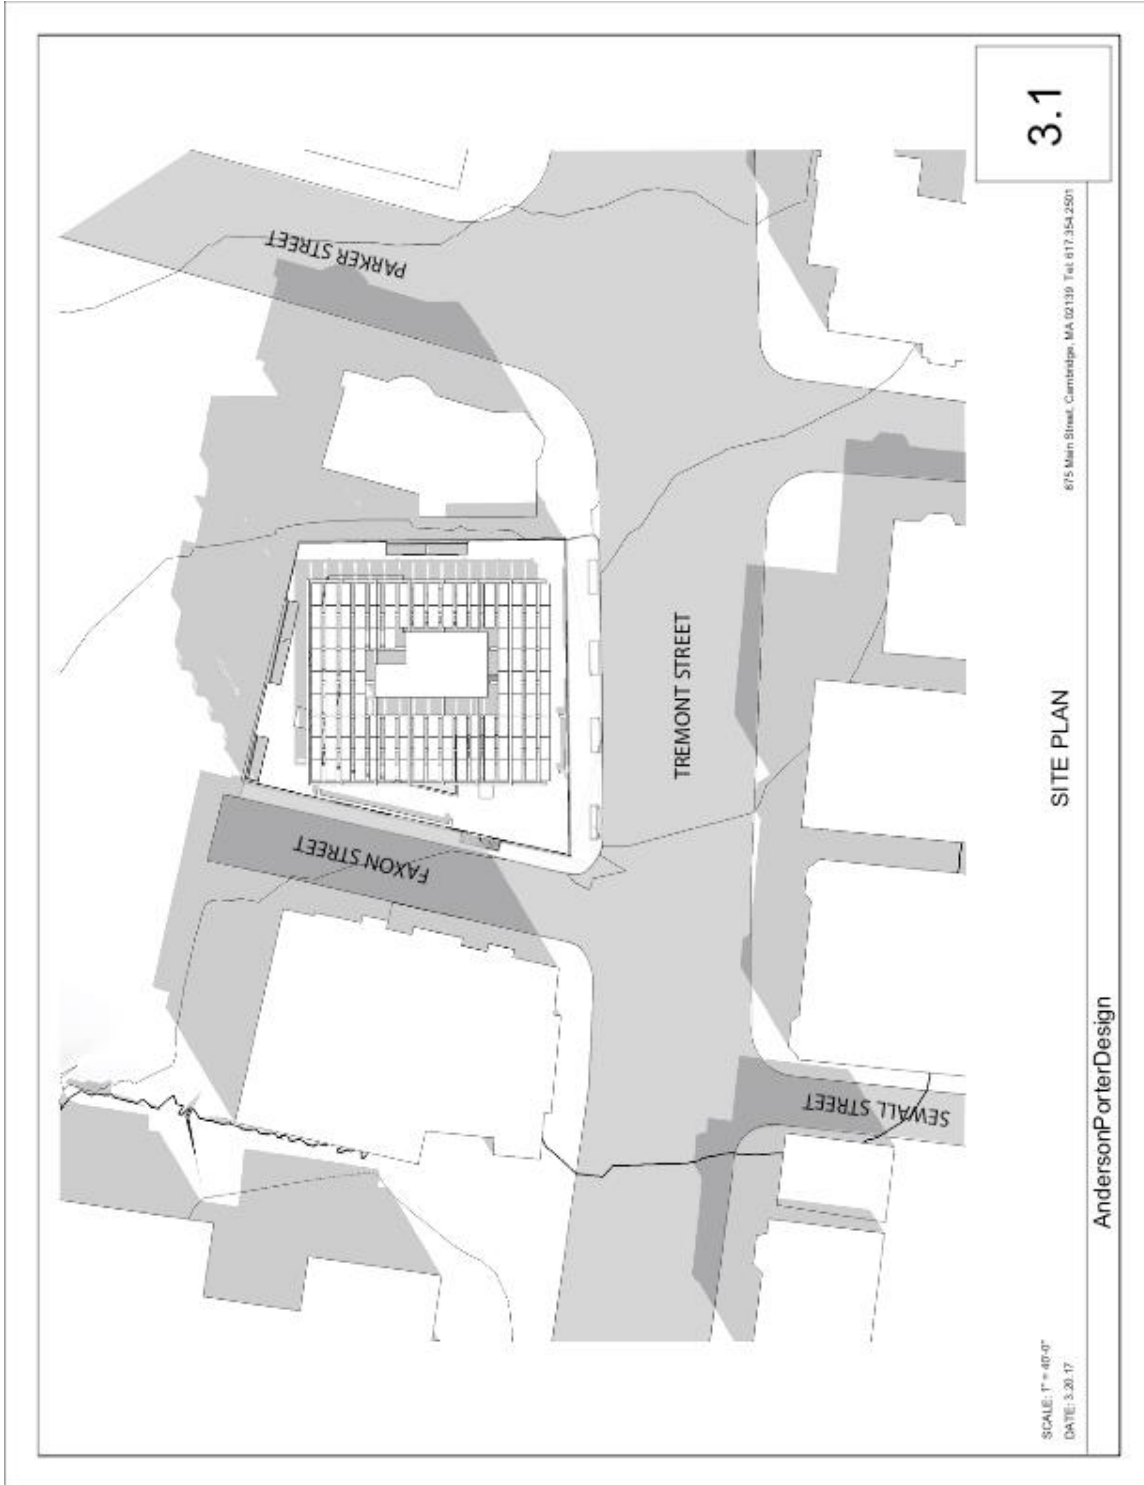 3.1
PARKER STREET
TREMONT STREET
FAXON STREET
SEWALL STREET
SITE PLAN
SCALE: 1" = 40'-0"
DATE: 3.20.17
AndersonPorterDesign
875 Main Street, Cambridge, MA 02139 Tel: 617.354.2501